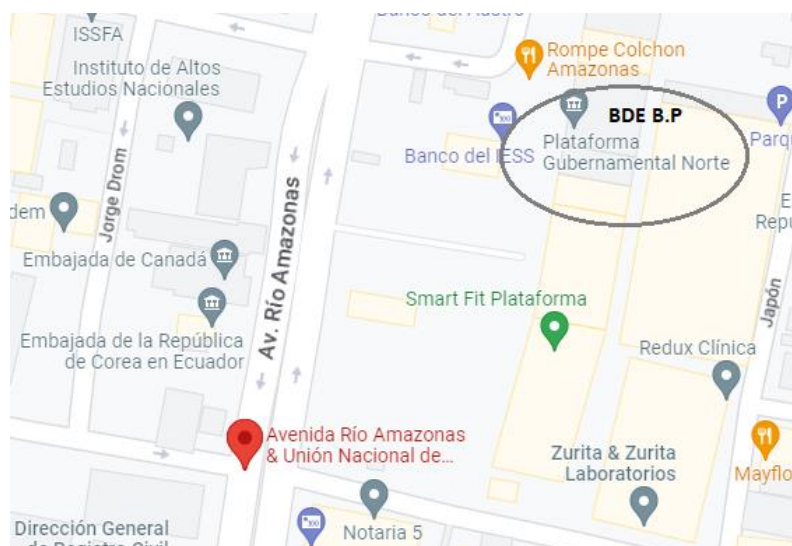 ISSFA
Instituto de Altos
Estudios Nacionales
Rompe Colchon
Amazonas
BDE B.P
Banco del IESS
Plataforma
Gubernamental Norte
Jorge Drom
Embajada de Canadá
Av. Río Amazonas
Embajada de la República
de Corea en Ecuador
Smart Fit Plataforma
Japón
Redux Clínica
Avenida Río Amazonas
& Unión Nacional de...
Zurita & Zurita
Laboratorios
Mayflo
Notaria 5
Dirección General